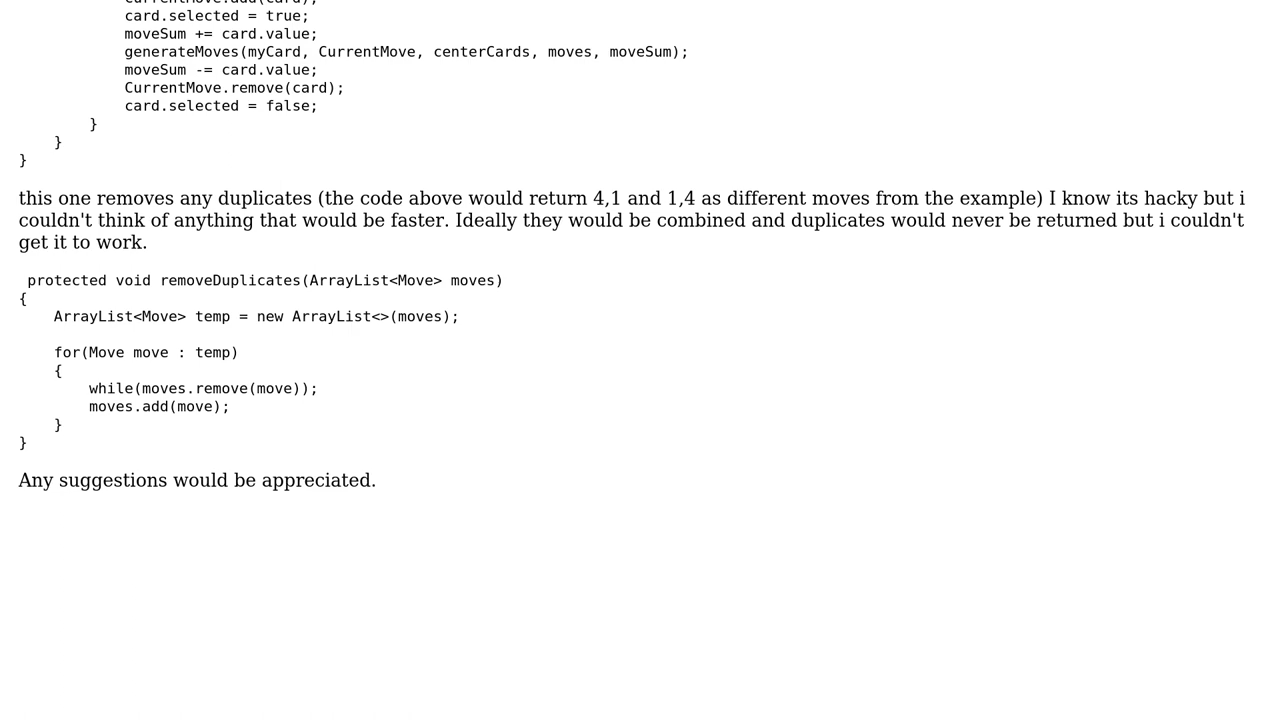 CurrentMove.add(card);
card.selected = true;
moveSum += card.value;
generateMoves(myCard, CurrentMove, centerCards, moves, moveSum);
moveSum -= card.value;
CurrentMove.remove(card);
card.selected = false;
}
}
}
this one removes any duplicates (the code above would return 4,1 and 1,4 as different moves from the example) I know its hacky but i
couldn't think of anything that would be faster. Ideally they would be combined and duplicates would never be returned but i couldn't
get it to work.
protected void removeDuplicates(ArrayList<Move> moves)
{
ArrayList<Move> temp = new ArrayList<>(moves);
for(Move move : temp)
{
while(moves.remove(move));
moves.add(move);
}
}
Any suggestions would be appreciated.